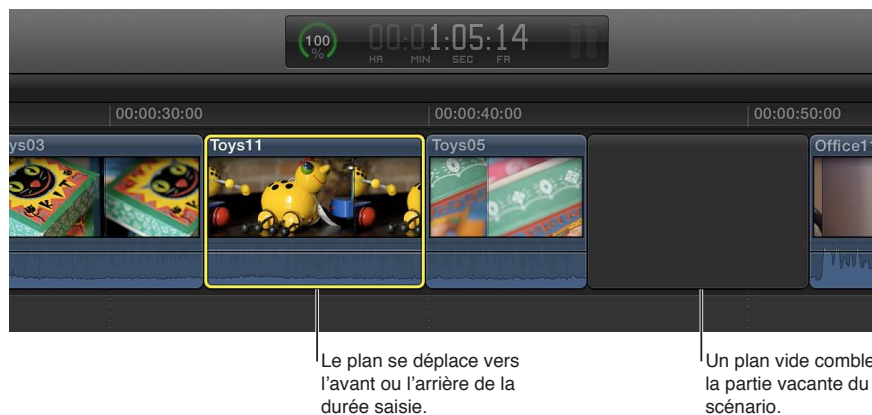 100
%
00:01:05:14
HR MIN SEC FR
00:00:30:00 00:00:40:00 00:00:50:00
ys03 Toys11 Toys05 Office11
Le plan se déplace vers
l'avant ou l'arrière de la
durée saisie.
Un plan vide comble
la partie vacante du
scénario.